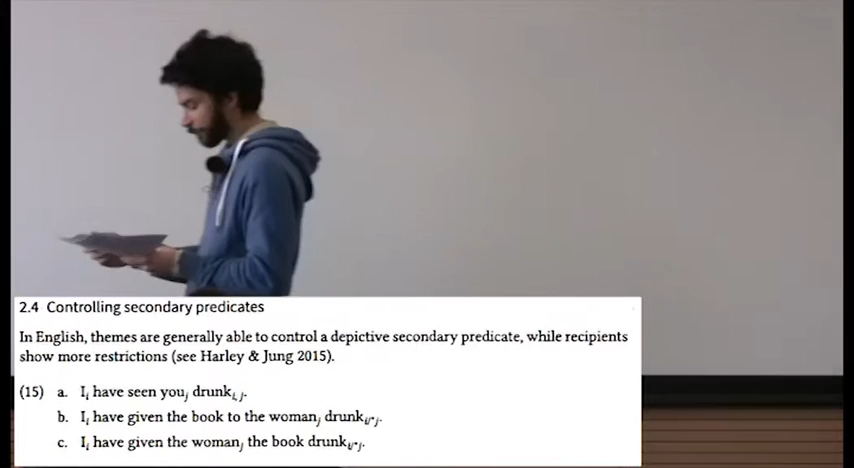 2.4 Controlling secondary predicates
In English, themes are generally able to control a depictive secondary predicate, while recipients
show more restrictions (see Harley & Jung 2015).
(15) a. Iᵢ have seen youⱼ drunkᵢ,ⱼ.
b. Iᵢ have given the book to the womanⱼ drunkᵢ/*ⱼ.
c. Iᵢ have given the womanⱼ the book drunkᵢ/*ⱼ.